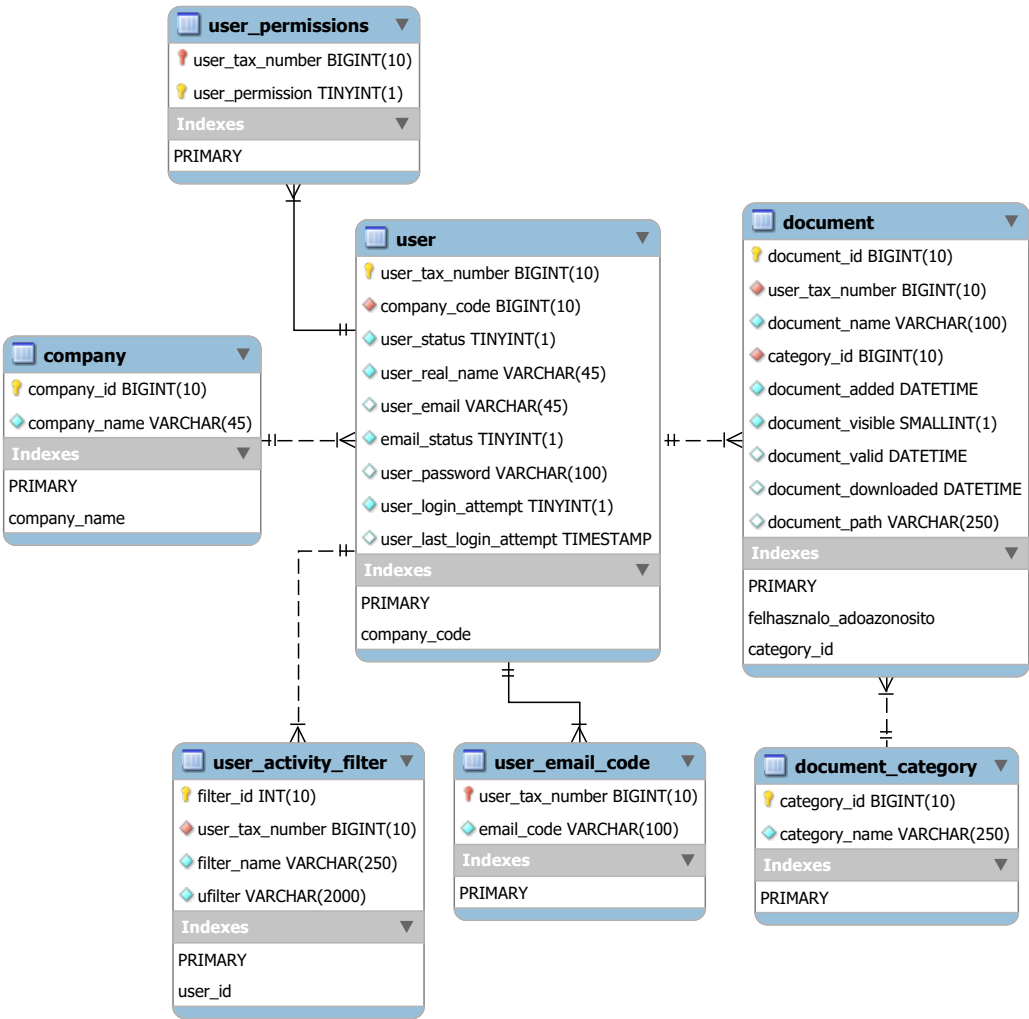 user_permissions
user_tax_number BIGINT(10)
user_permission TINYINT(1)
Indexes
PRIMARY
user
user_tax_number BIGINT(10)
company_code BIGINT(10)
user_status TINYINT(1)
user_real_name VARCHAR(45)
user_email VARCHAR(45)
email_status TINYINT(1)
user_password VARCHAR(100)
user_login_attempt TINYINT(1)
user_last_login_attempt TIMESTAMP
Indexes
PRIMARY
company_code
document
document_id BIGINT(10)
user_tax_number BIGINT(10)
document_name VARCHAR(100)
category_id BIGINT(10)
document_added DATETIME
document_visible SMALLINT(1)
document_valid DATETIME
document_downloaded DATETIME
document_path VARCHAR(250)
Indexes
PRIMARY
felhasznalo_adoazonosito
category_id
company
company_id BIGINT(10)
company_name VARCHAR(45)
Indexes
PRIMARY
company_name
user_activity_filter
filter_id INT(10)
user_tax_number BIGINT(10)
filter_name VARCHAR(250)
ufilter VARCHAR(2000)
Indexes
PRIMARY
user_id
user_email_code
user_tax_number BIGINT(10)
email_code VARCHAR(100)
Indexes
PRIMARY
document_category
category_id BIGINT(10)
category_name VARCHAR(250)
Indexes
PRIMARY